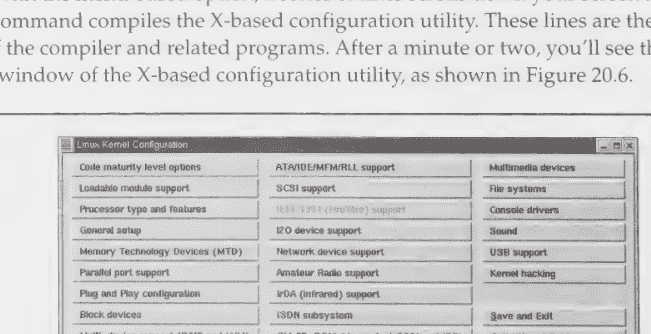 command compiles the X-based configuration utility. These lines are the
f the compiler and related programs. After a minute or two, you'll see th
window of the X-based configuration utility, as shown in Figure 20.6.
Linux Kernel Configuration
Code maturity level options
Loadable module support
Processor type and features
General setup
Memory Technology Devices (MTD)
Parallel port support
Plug and Play configuration
Block devices
ATA/IDE/MFM/RLL support
SCSI support
IEEE 1394 (FireWire) support
I2O device support
Network device support
Amateur Radio support
IrDA (infrared) support
ISDN subsystem
Multimedia devices
File systems
Console drivers
Sound
USB support
Kernel hacking
Save and Exit